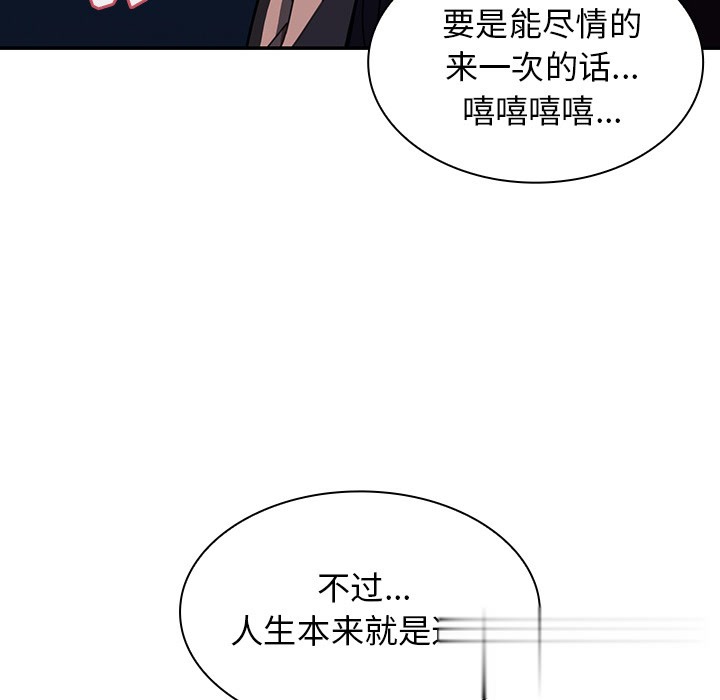 要是能尽情的
来一次的话…
嘻嘻嘻嘻…
不过…
人生本来就是